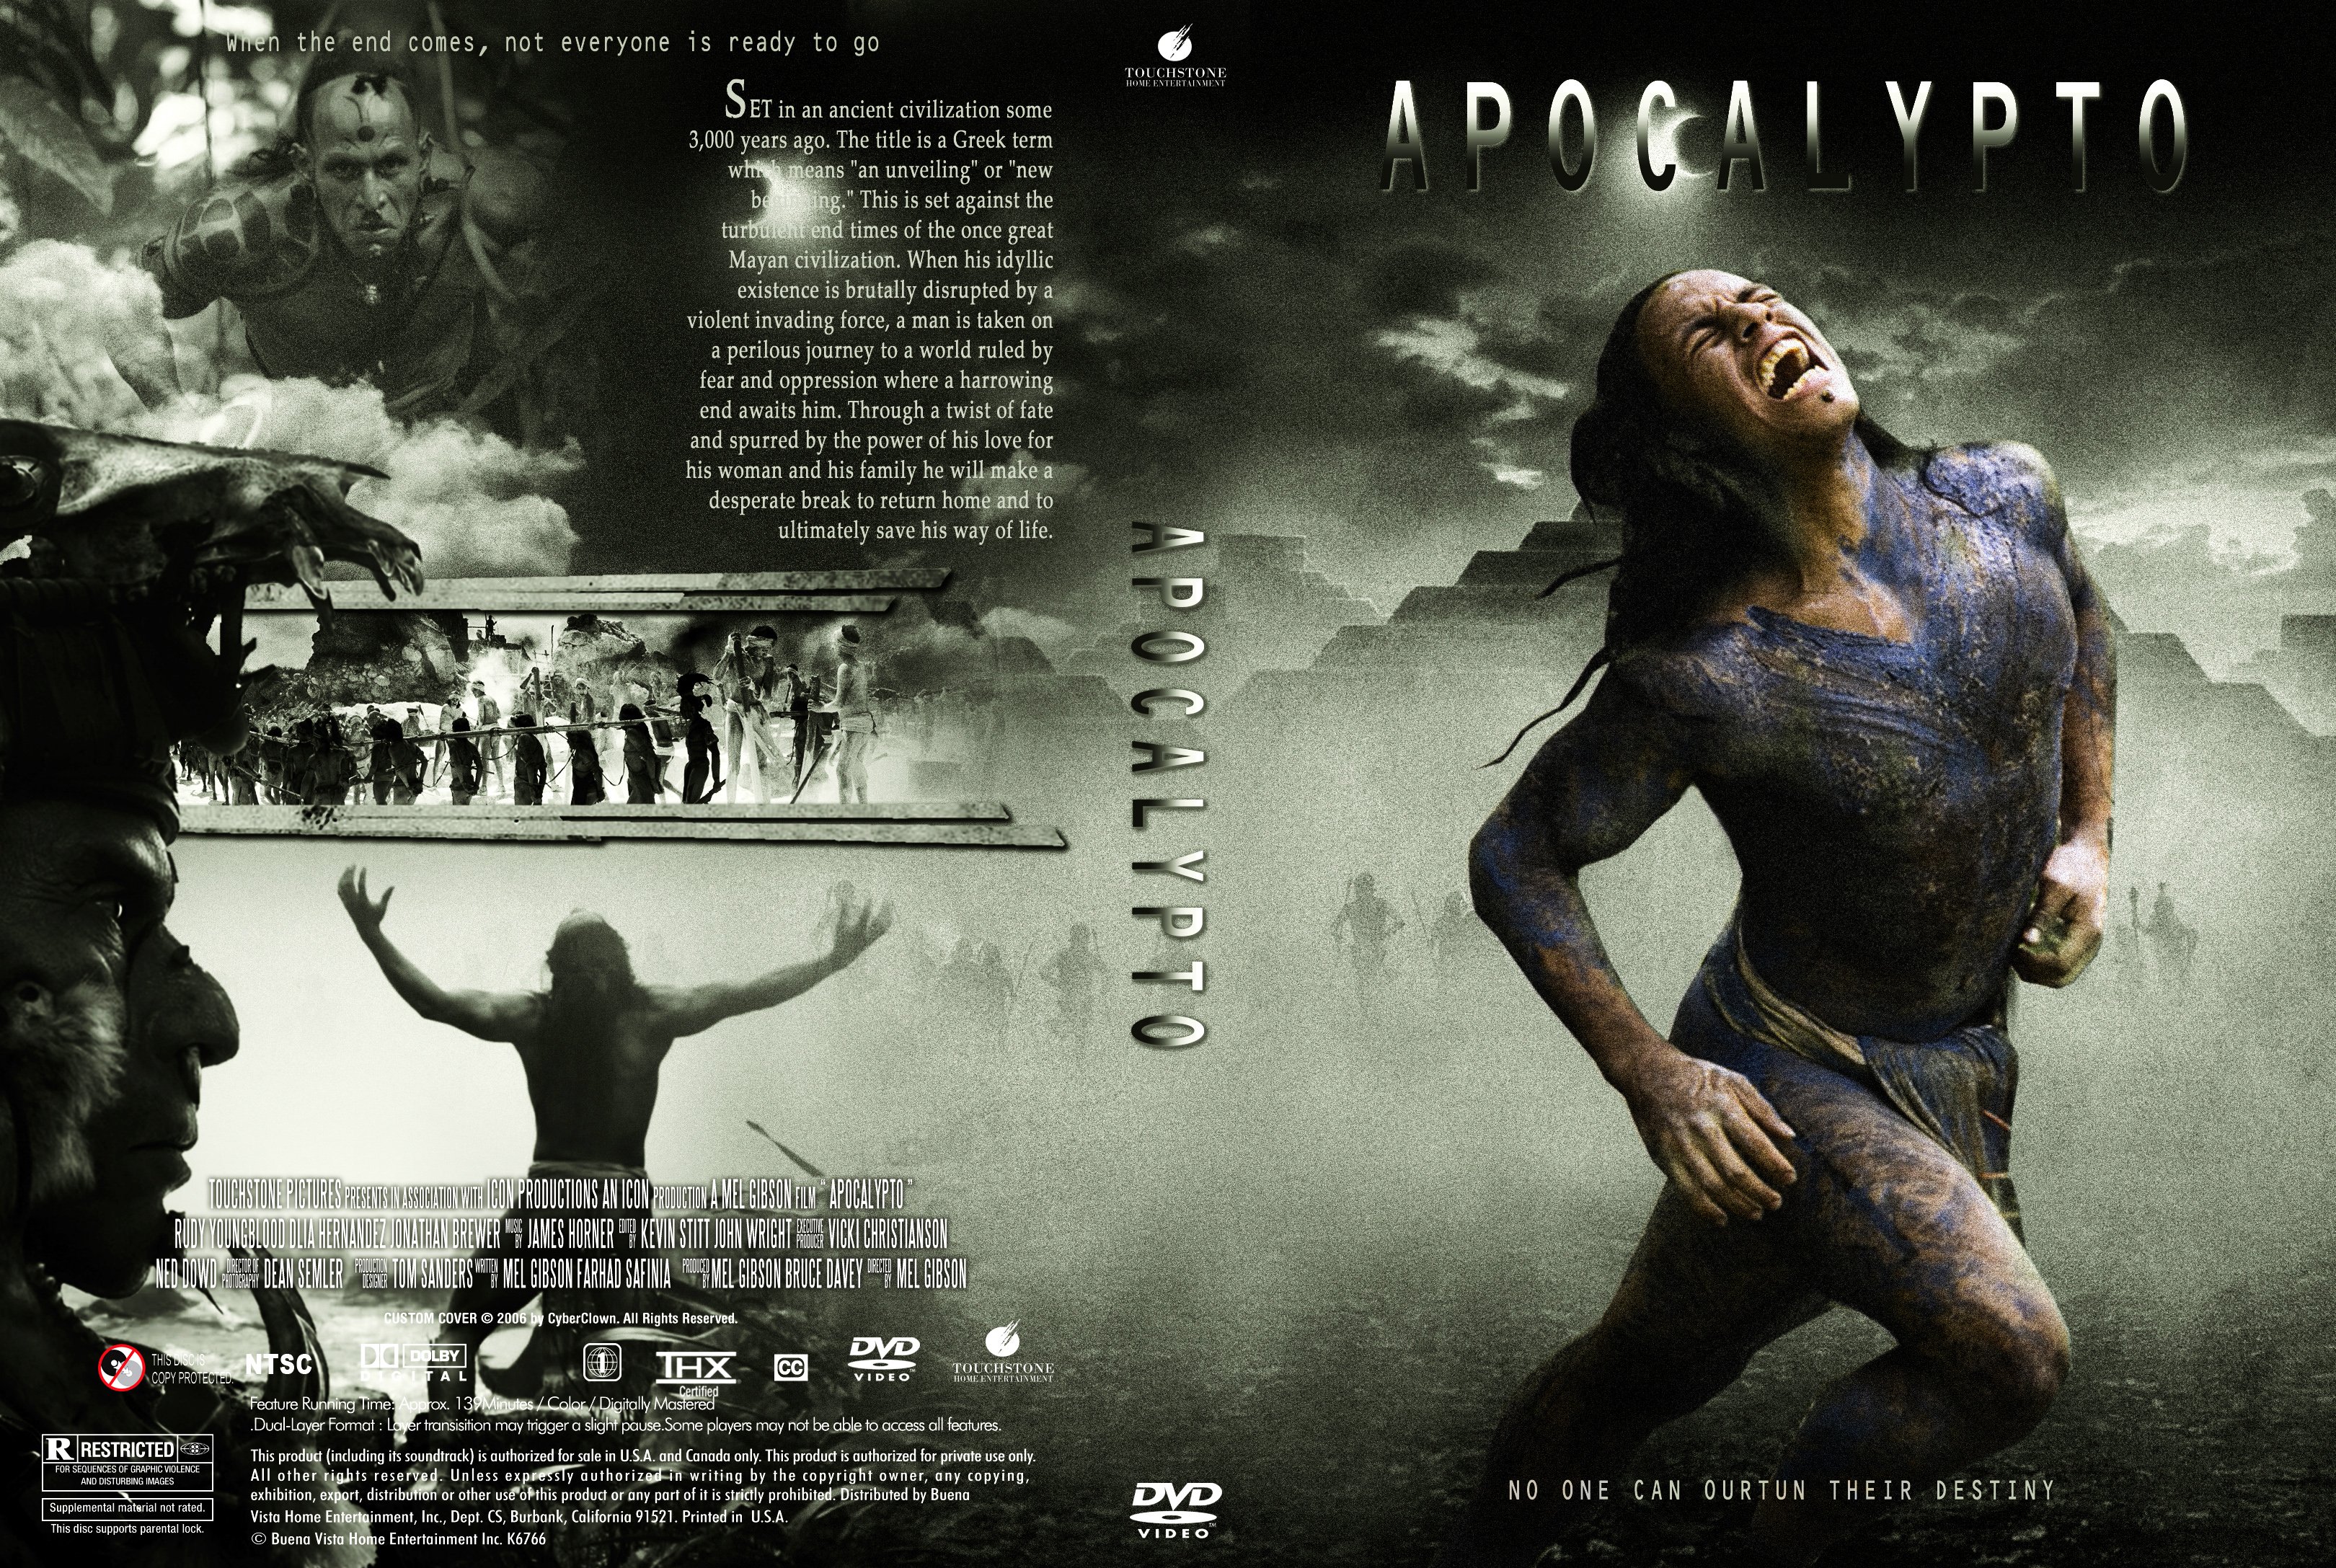 When the end comes, not everyone is ready to go
SET in an ancient civilization some
3,000 years ago. The title is a Greek term
which means "an unveiling" or "new
beginning." This is set against the
turbulent end times of the once great
Mayan civilization. When his idyllic
existence is brutally disrupted by a
violent invading force, a man is taken on
a perilous journey to a world ruled by
fear and oppression where a harrowing
end awaits him. Through a twist of fate
and spurred by the power of his love for
his woman and his family he will make a
desperate break to return home and to
ultimately save his way of life.
TOUCHSTONE PICTURES PRESENTS IN ASSOCIATION WITH ICON PRODUCTIONS AN ICON PRODUCTION A MEL GIBSON FILM " APOCALYPTO "
RUDY YOUNGBLOOD DLIA HERNANDEZ JONATHAN BREWER MUSIC BY JAMES HORNER EDITED BY KEVIN STITT JOHN WRIGHT EXECUTIVE PRODUCER VICKI CHRISTIANSON
NED DOWD DIRECTOR OF PHOTOGRAPHY DEAN SEMLER PRODUCTION DESIGNER TOM SANDERS WRITTEN BY MEL GIBSON FARHAD SAFINIA PRODUCED BY MEL GIBSON BRUCE DAVEY DIRECTED BY MEL GIBSON
CUSTOM COVER © 2006 by CyberClown. All Rights Reserved.
THIS DISC IS
COPY PROTECTED.
NTSC
DOLBY
DIGITAL
1
THX
Certified
CC
DVD
VIDEO
TOUCHSTONE
HOME ENTERTAINMENT
Feature Running Time: Approx. 139Minutes / Color / Digitally Mastered
.Dual-Layer Format : Layer transisition may trigger a slight pause.Some players may not be able to access all features.
R RESTRICTED
FOR SEQUENCES OF GRAPHIC VIOLENCE
AND DISTURBING IMAGES
Supplemental material not rated.
This disc supports parental lock.
This product (including its soundtrack) is authorized for sale in U.S.A. and Canada only. This product is authorized for private use only.
All other rights reserved. Unless expressly authorized in writing by the copyright owner, any copying,
exhibition, export, distribution or other use of this product or any part of it is strictly prohibited. Distributed by Buena
Vista Home Entertainment, Inc., Dept. CS, Burbank, California 91521. Printed in U.S.A.
© Buena Vista Home Entertainment Inc. K6766
TOUCHSTONE
HOME ENTERTAINMENT
APOCALYPTO
DVD
VIDEO
APOCALYPTO
NO ONE CAN OURTUN THEIR DESTINY